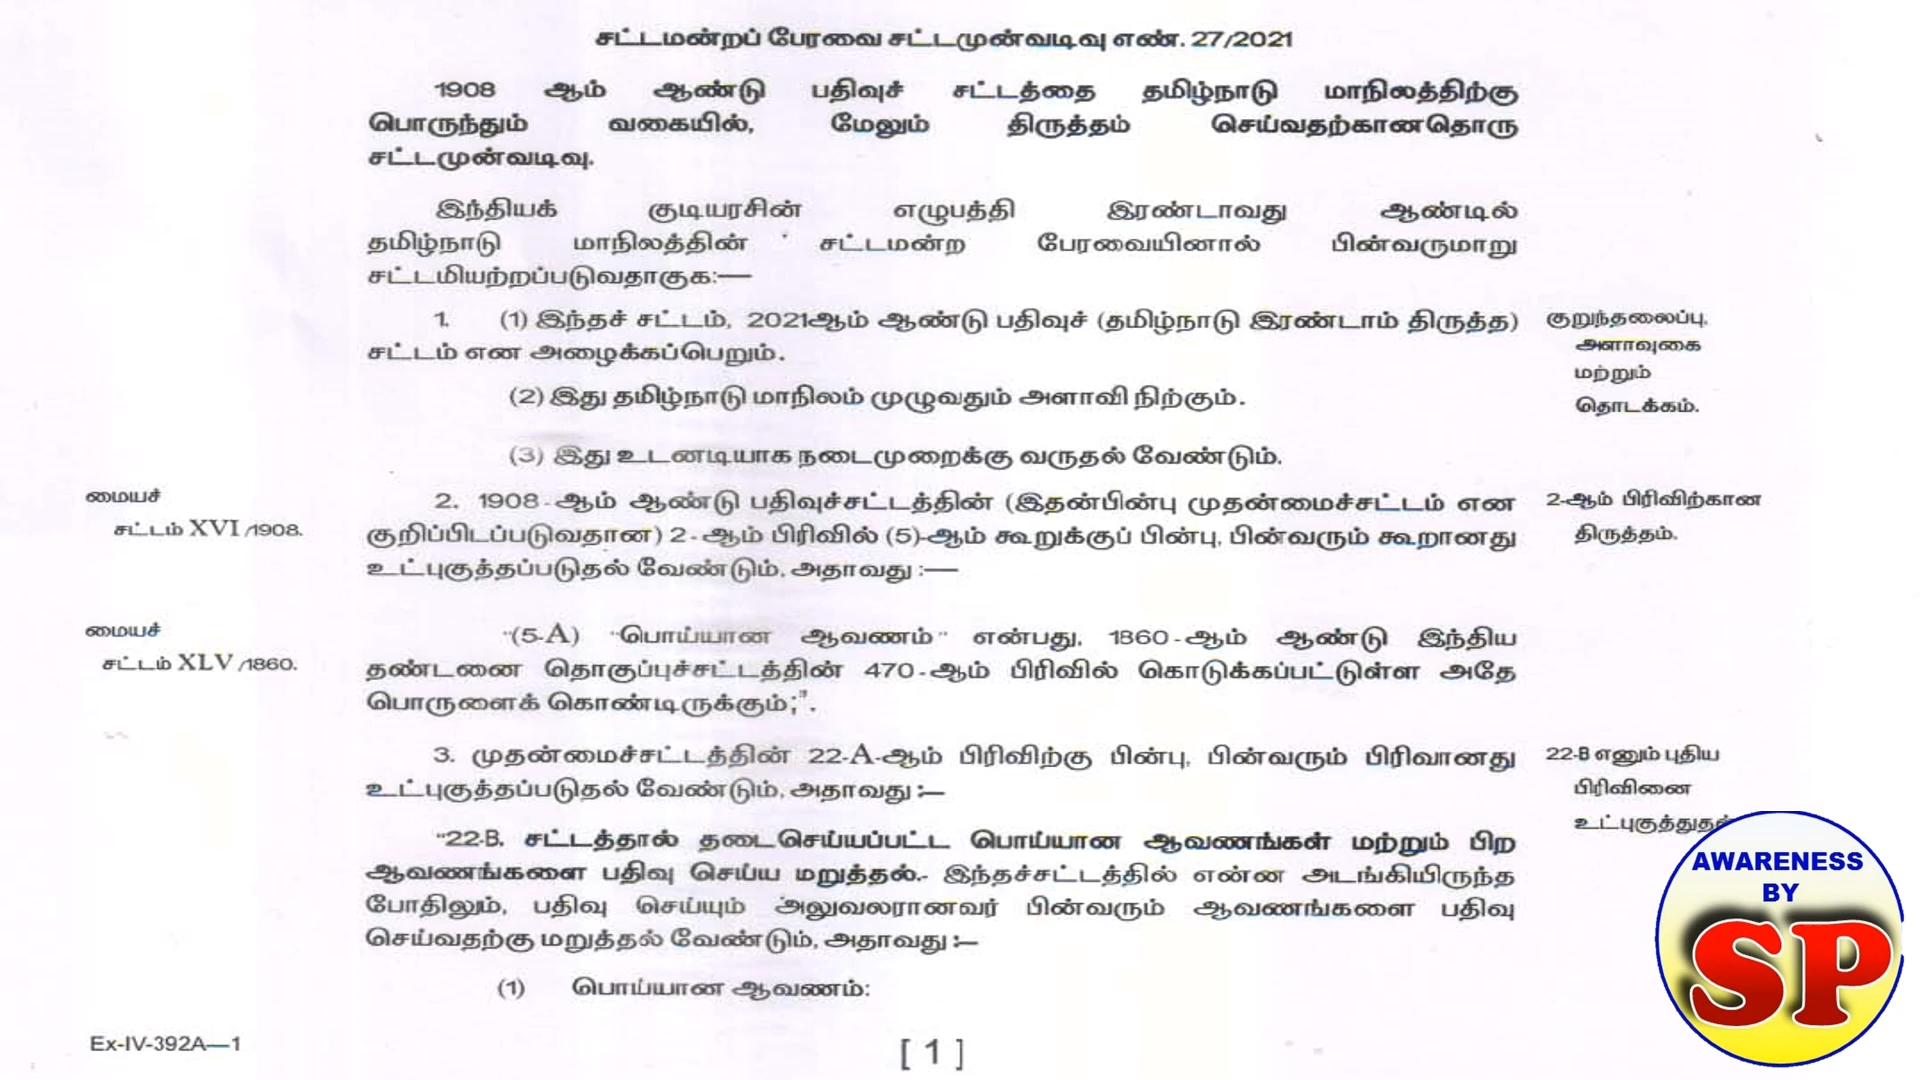 சட்டமன்றப் பேரவை சட்டமுன்வடிவு எண். 27/2021
1908 ஆம் ஆண்டு பதிவுச் சட்டத்தை தமிழ்நாடு மாநிலத்திற்கு
பொருந்தும் வகையில், மேலும் திருத்தம் செய்வதற்கானதொரு
சட்டமுன்வடிவு.
இந்தியக் குடியரசின் எழுபத்தி இரண்டாவது ஆண்டில்
தமிழ்நாடு மாநிலத்தின் சட்டமன்ற பேரவையினால் பின்வருமாறு
சட்டமியற்றப்படுவதாகுக:—
1. (1) இந்தச் சட்டம், 2021ஆம் ஆண்டு பதிவுச் (தமிழ்நாடு இரண்டாம் திருத்த)
சட்டம் என அழைக்கப்பெறும்.
குறுந்தலைப்பு,
அளாவுகை
மற்றும்
தொடக்கம்.
(2) இது தமிழ்நாடு மாநிலம் முழுவதும் அளாவி நிற்கும்.
(3) இது உடனடியாக நடைமுறைக்கு வருதல் வேண்டும்.
மையச்
சட்டம் XVI/1908.
2. 1908-ஆம் ஆண்டு பதிவுச்சட்டத்தின் (இதன்பின்பு முதன்மைச்சட்டம் என
குறிப்பிடப்படுவதான) 2-ஆம் பிரிவில் (5)-ஆம் கூறுக்குப் பின்பு, பின்வரும் கூறானது
உட்புகுத்தப்படுதல் வேண்டும், அதாவது :—
2-ஆம் பிரிவிற்கான
திருத்தம்.
மையச்
சட்டம் XLV/1860.
"(5-A) "பொய்யான ஆவணம்" என்பது, 1860-ஆம் ஆண்டு இந்திய
தண்டனை தொகுப்புச்சட்டத்தின் 470-ஆம் பிரிவில் கொடுக்கப்பட்டுள்ள அதே
பொருளைக் கொண்டிருக்கும்;".
3. முதன்மைச்சட்டத்தின் 22-A-ஆம் பிரிவிற்கு பின்பு, பின்வரும் பிரிவானது
உட்புகுத்தப்படுதல் வேண்டும், அதாவது :—
22-B எனும் புதிய
பிரிவினை
உட்புகுத்துதல்
"22-B. சட்டத்தால் தடைசெய்யப்பட்ட பொய்யான ஆவணங்கள் மற்றும் பிற
ஆவணங்களை பதிவு செய்ய மறுத்தல்.- இந்தச்சட்டத்தில் என்ன அடங்கியிருந்த
போதிலும், பதிவு செய்யும் அலுவலரானவர் பின்வரும் ஆவணங்களை பதிவு
செய்வதற்கு மறுத்தல் வேண்டும், அதாவது :—
(1) பொய்யான ஆவணம்:
Ex-IV-392A—1
[ 1 ]
AWARENESS
BY
SP